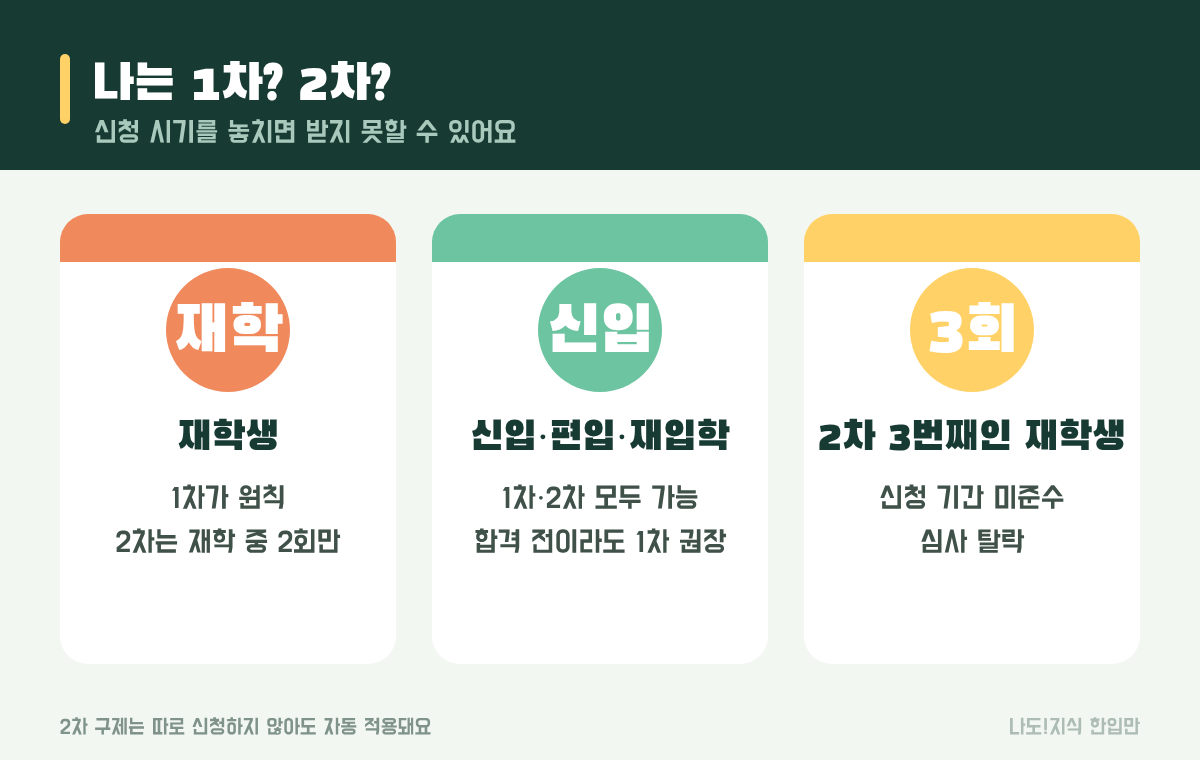 나는 1차? 2차?
신청 시기를 놓치면 받지 못할 수 있어요
재학
재학생
1차가 원칙
2차는 재학 중 2회만
신입
신입·편입·재입학
1차·2차 모두 가능
합격 전이라도 1차 권장
3회
2차 3번째인 재학생
신청 기간 미준수
심사 탈락
2차 구제는 따로 신청하지 않아도 자동 적용돼요
나도!지식 한입만